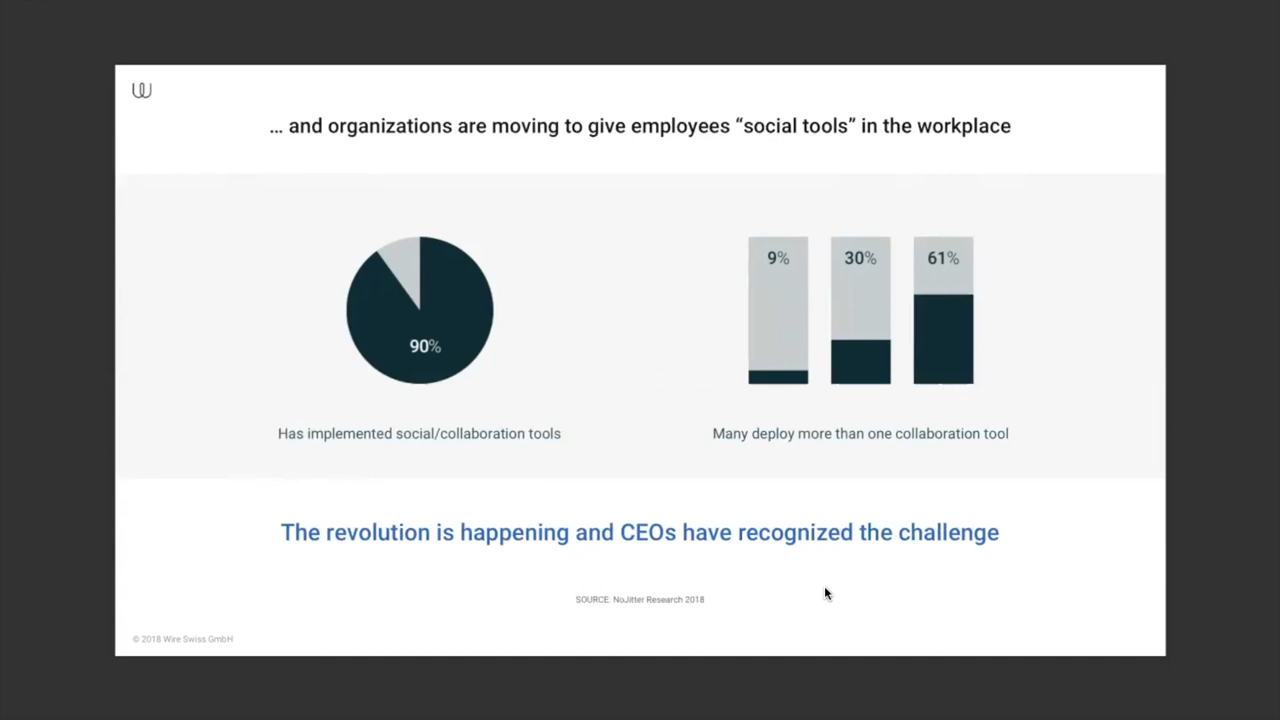 … and organizations are moving to give employees “social tools” in the workplace
90%
Has implemented social/collaboration tools
9%
30%
61%
Many deploy more than one collaboration tool
The revolution is happening and CEOs have recognized the challenge
SOURCE: NoJitter Research 2018
© 2018 Wire Swiss GmbH